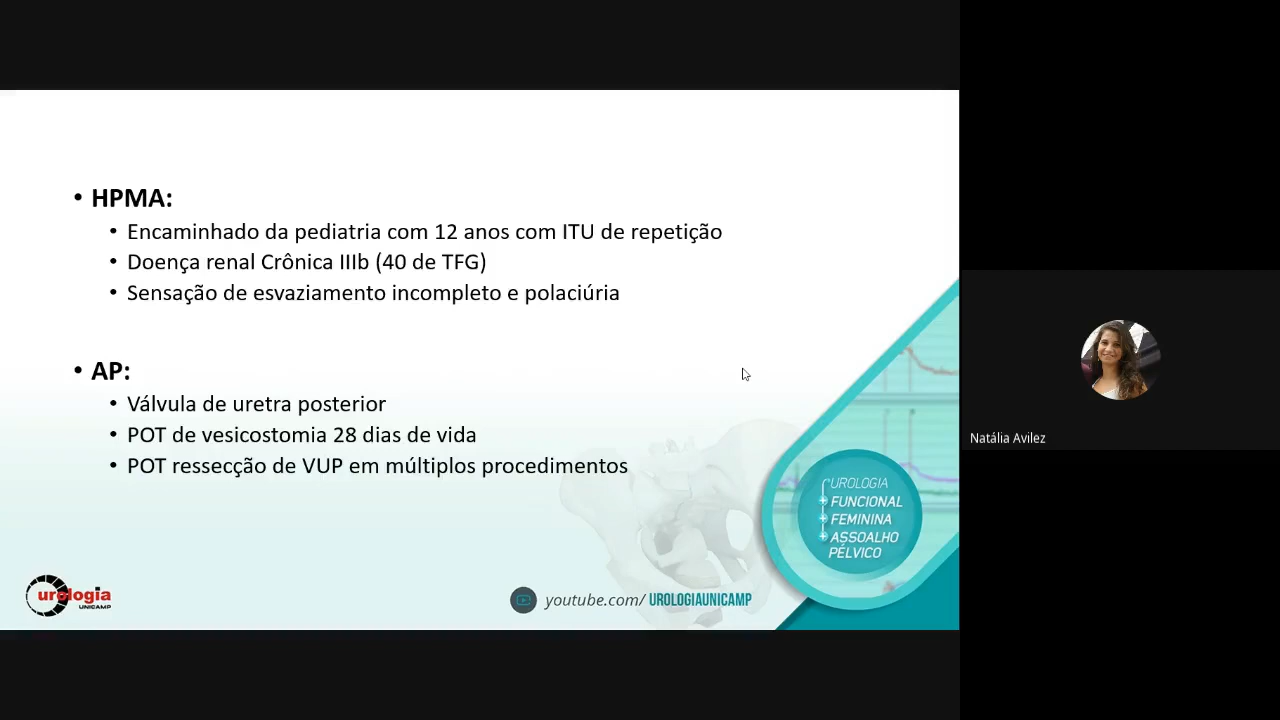 • HPMA:
• Encaminhado da pediatria com 12 anos com ITU de repetição
• Doença renal Crônica IIIb (40 de TFG)
• Sensação de esvaziamento incompleto e polaciúria
• AP:
• Válvula de uretra posterior
• POT de vesicostomia 28 dias de vida
• POT ressecção de VUP em múltiplos procedimentos
UROLOGIA
FUNCIONAL
FEMININA
ASSOALHO
PÉLVICO
urologia
UNICAMP
youtube.com/ UROLOGIAUNICAMP
Natália Avilez